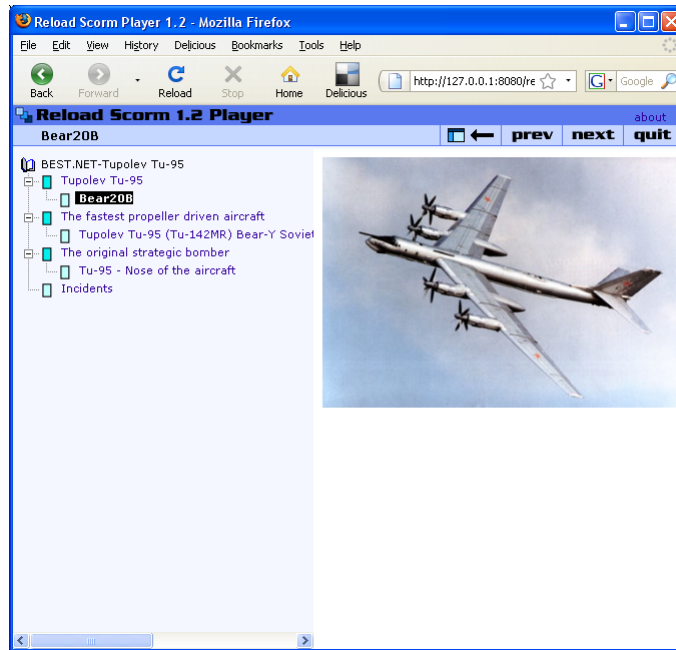 Reload Scorm Player 1.2 - Mozilla Firefox
File Edit View History Delicious Bookmarks Tools Help
Back Forward Reload Stop Home Delicious http://127.0.0.1:8080/re G Google
Reload Scorm 1.2 Player about
Bear20B prev next quit
BEST.NET-Tupolev Tu-95
Tupolev Tu-95
Bear20B
The fastest propeller driven aircraft
Tupolev Tu-95 (Tu-142MR) Bear-Y Soviet
The original strategic bomber
Tu-95 - Nose of the aircraft
Incidents